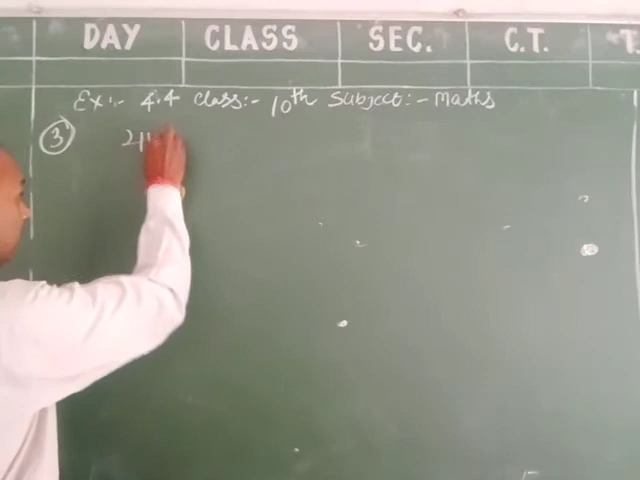 DAY CLASS SEC. C.T. T.
Ex:- 4.4 Class:- 10th Subject:- Maths
3